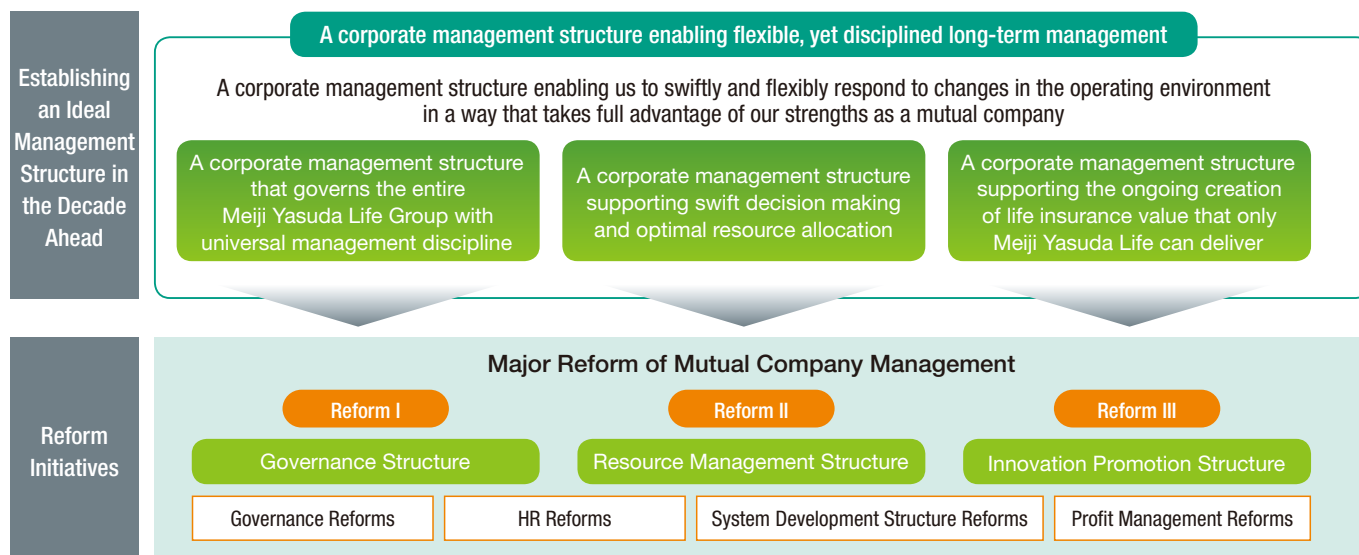 A corporate management structure enabling flexible, yet disciplined long-term management
Establishing
an Ideal
Management
Structure in
the Decade
Ahead
A corporate management structure enabling us to swiftly and flexibly respond to changes in the operating environment
in a way that takes full advantage of our strengths as a mutual company
A corporate management structure
that governs the entire
Meiji Yasuda Life Group with
universal management discipline
A corporate management structure
supporting swift decision making
and optimal resource allocation
A corporate management structure
supporting the ongoing creation
of life insurance value that only
Meiji Yasuda Life can deliver
Reform
Initiatives
Major Reform of Mutual Company Management
Reform I
Reform II
Reform III
Governance Structure
Resource Management Structure
Innovation Promotion Structure
Governance Reforms
HR Reforms
System Development Structure Reforms
Profit Management Reforms